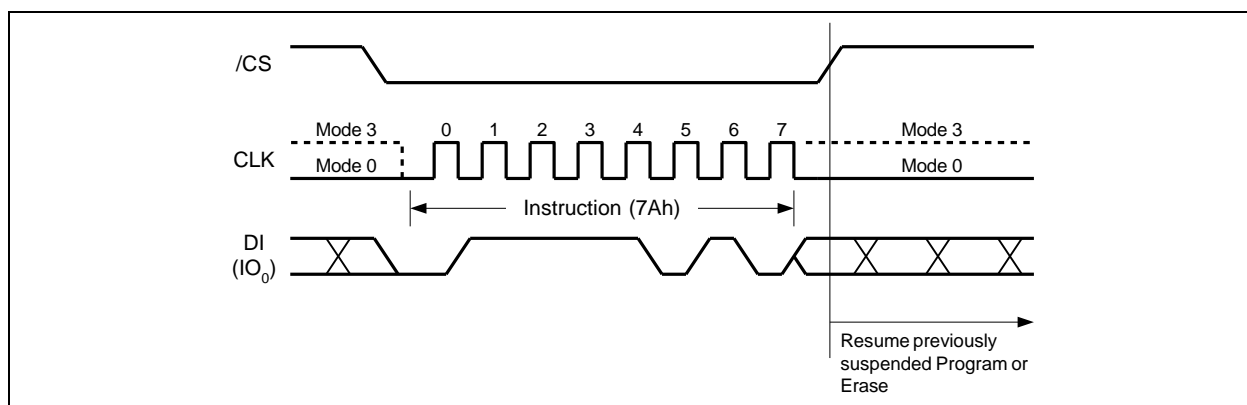 /CS
Mode 3
0 1 2 3 4 5 6 7
Mode 3
CLK
Mode 0
Mode 0
Instruction (7Ah)
DI
(IO0)
Resume previously
suspended Program or
Erase